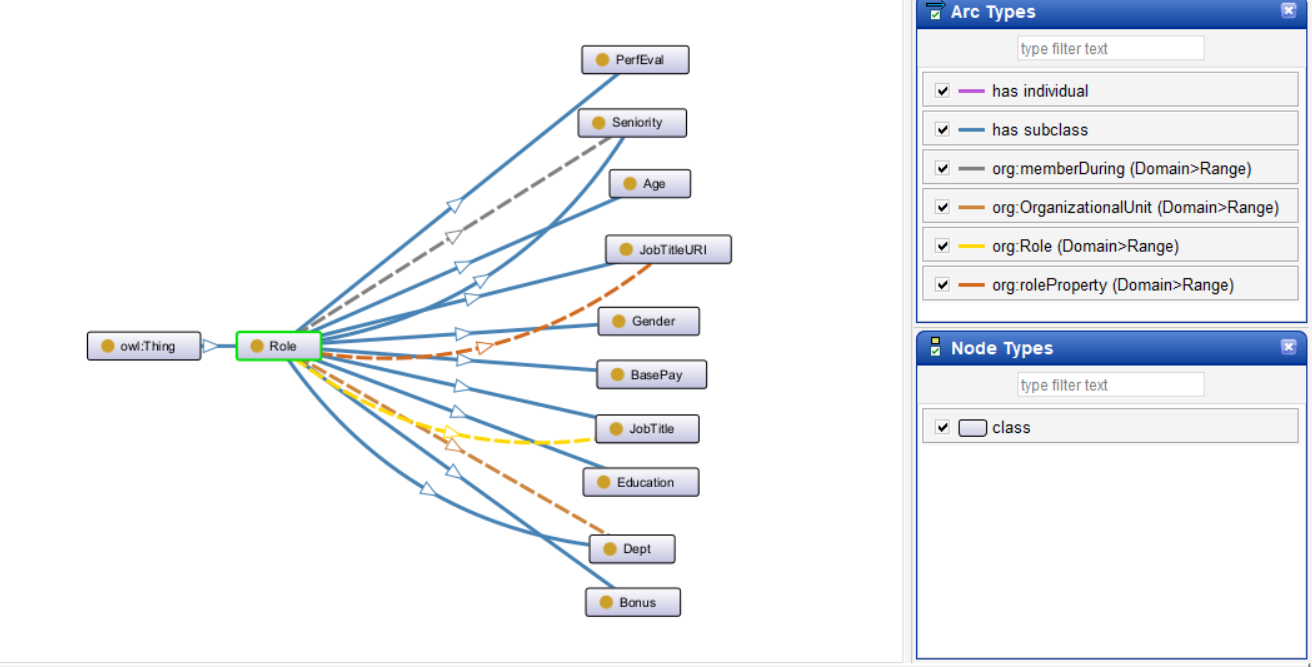 PerfEval
Seniority
Age
JobTitleURI
Gender
owl:Thing
Role
BasePay
JobTitle
Education
Dept
Bonus
Arc Types
type filter text
has individual
has subclass
org:memberDuring (Domain>Range)
org:OrganizationalUnit (Domain>Range)
org:Role (Domain>Range)
org:roleProperty (Domain>Range)
Node Types
type filter text
class